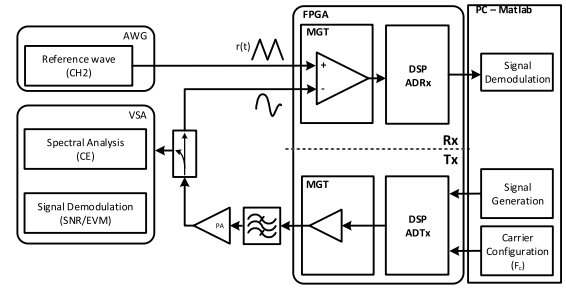 AWG
Reference wave
(CH2)
r(t)
VSA
Spectral Analysis
(CE)
Signal Demodulation
(SNR/EVM)
PA
FPGA
MGT
+
-
DSP
ADRx
Rx
Tx
MGT
DSP
ADTx
PC – Matlab
Signal
Demodulation
Signal
Generation
Carrier
Configuration
(Fc)